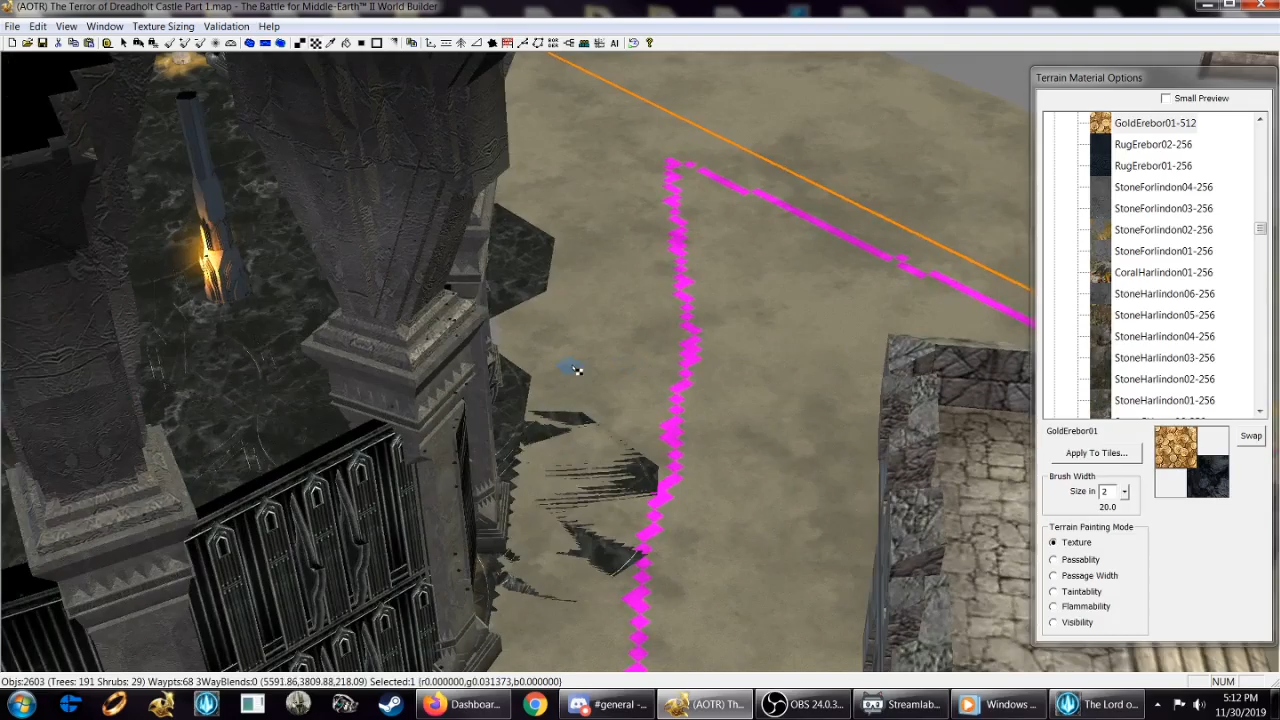 (AOTR) The Terror of Dreadholt Castle Part 1.map - The Battle for Middle-Earth™ II World Builder
File Edit View Window Texture Sizing Validation Help
AI
Terrain Material Options
Small Preview
GoldErebor01-512
RugErebor02-256
RugErebor01-256
StoneForlindon04-256
StoneForlindon03-256
StoneForlindon02-256
StoneForlindon01-256
CoralHarlindon01-256
StoneHarlindon06-256
StoneHarlindon05-256
StoneHarlindon04-256
StoneHarlindon03-256
StoneHarlindon02-256
StoneHarlindon01-256
GoldErebor01
Apply To Tiles...
Swap
Brush Width
Size in 2
20.0
Terrain Painting Mode
Texture
Passablity
Passage Width
Taintablity
Flammability
Visibility
Objs:2603 (Trees: 191 Shrubs: 29) Waypts:68 3WayBlends:0 (5591.86;3809.88;218.09) Selected:1 [r0.000000,g0.031373,b0.000000]
NUM
Dashboar...
#general -...
(AOTR) Th...
OBS 24.0.3...
Streamlab...
Windows ...
The Lord o...
5:12 PM
11/30/2019